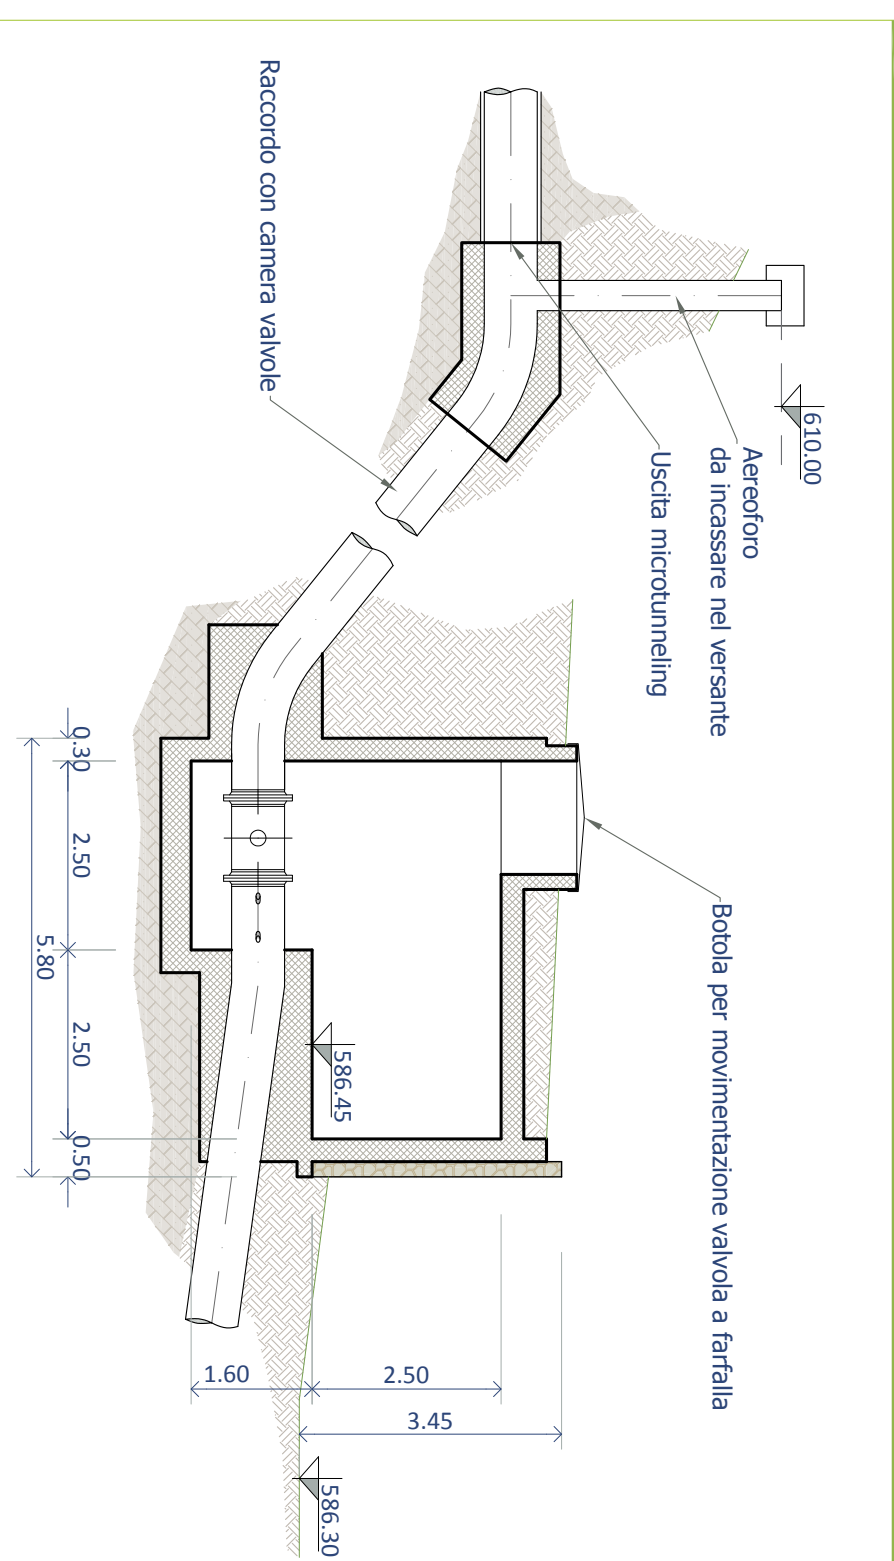 610.00
Aereoforo
da incassare nel versante
Uscita microtunneling
Raccordo con camera valvole
Botola per movimentazione valvola a farfalla
586.45
586.30
0.30
2.50
2.50
0.50
5.80
1.60
2.50
3.45